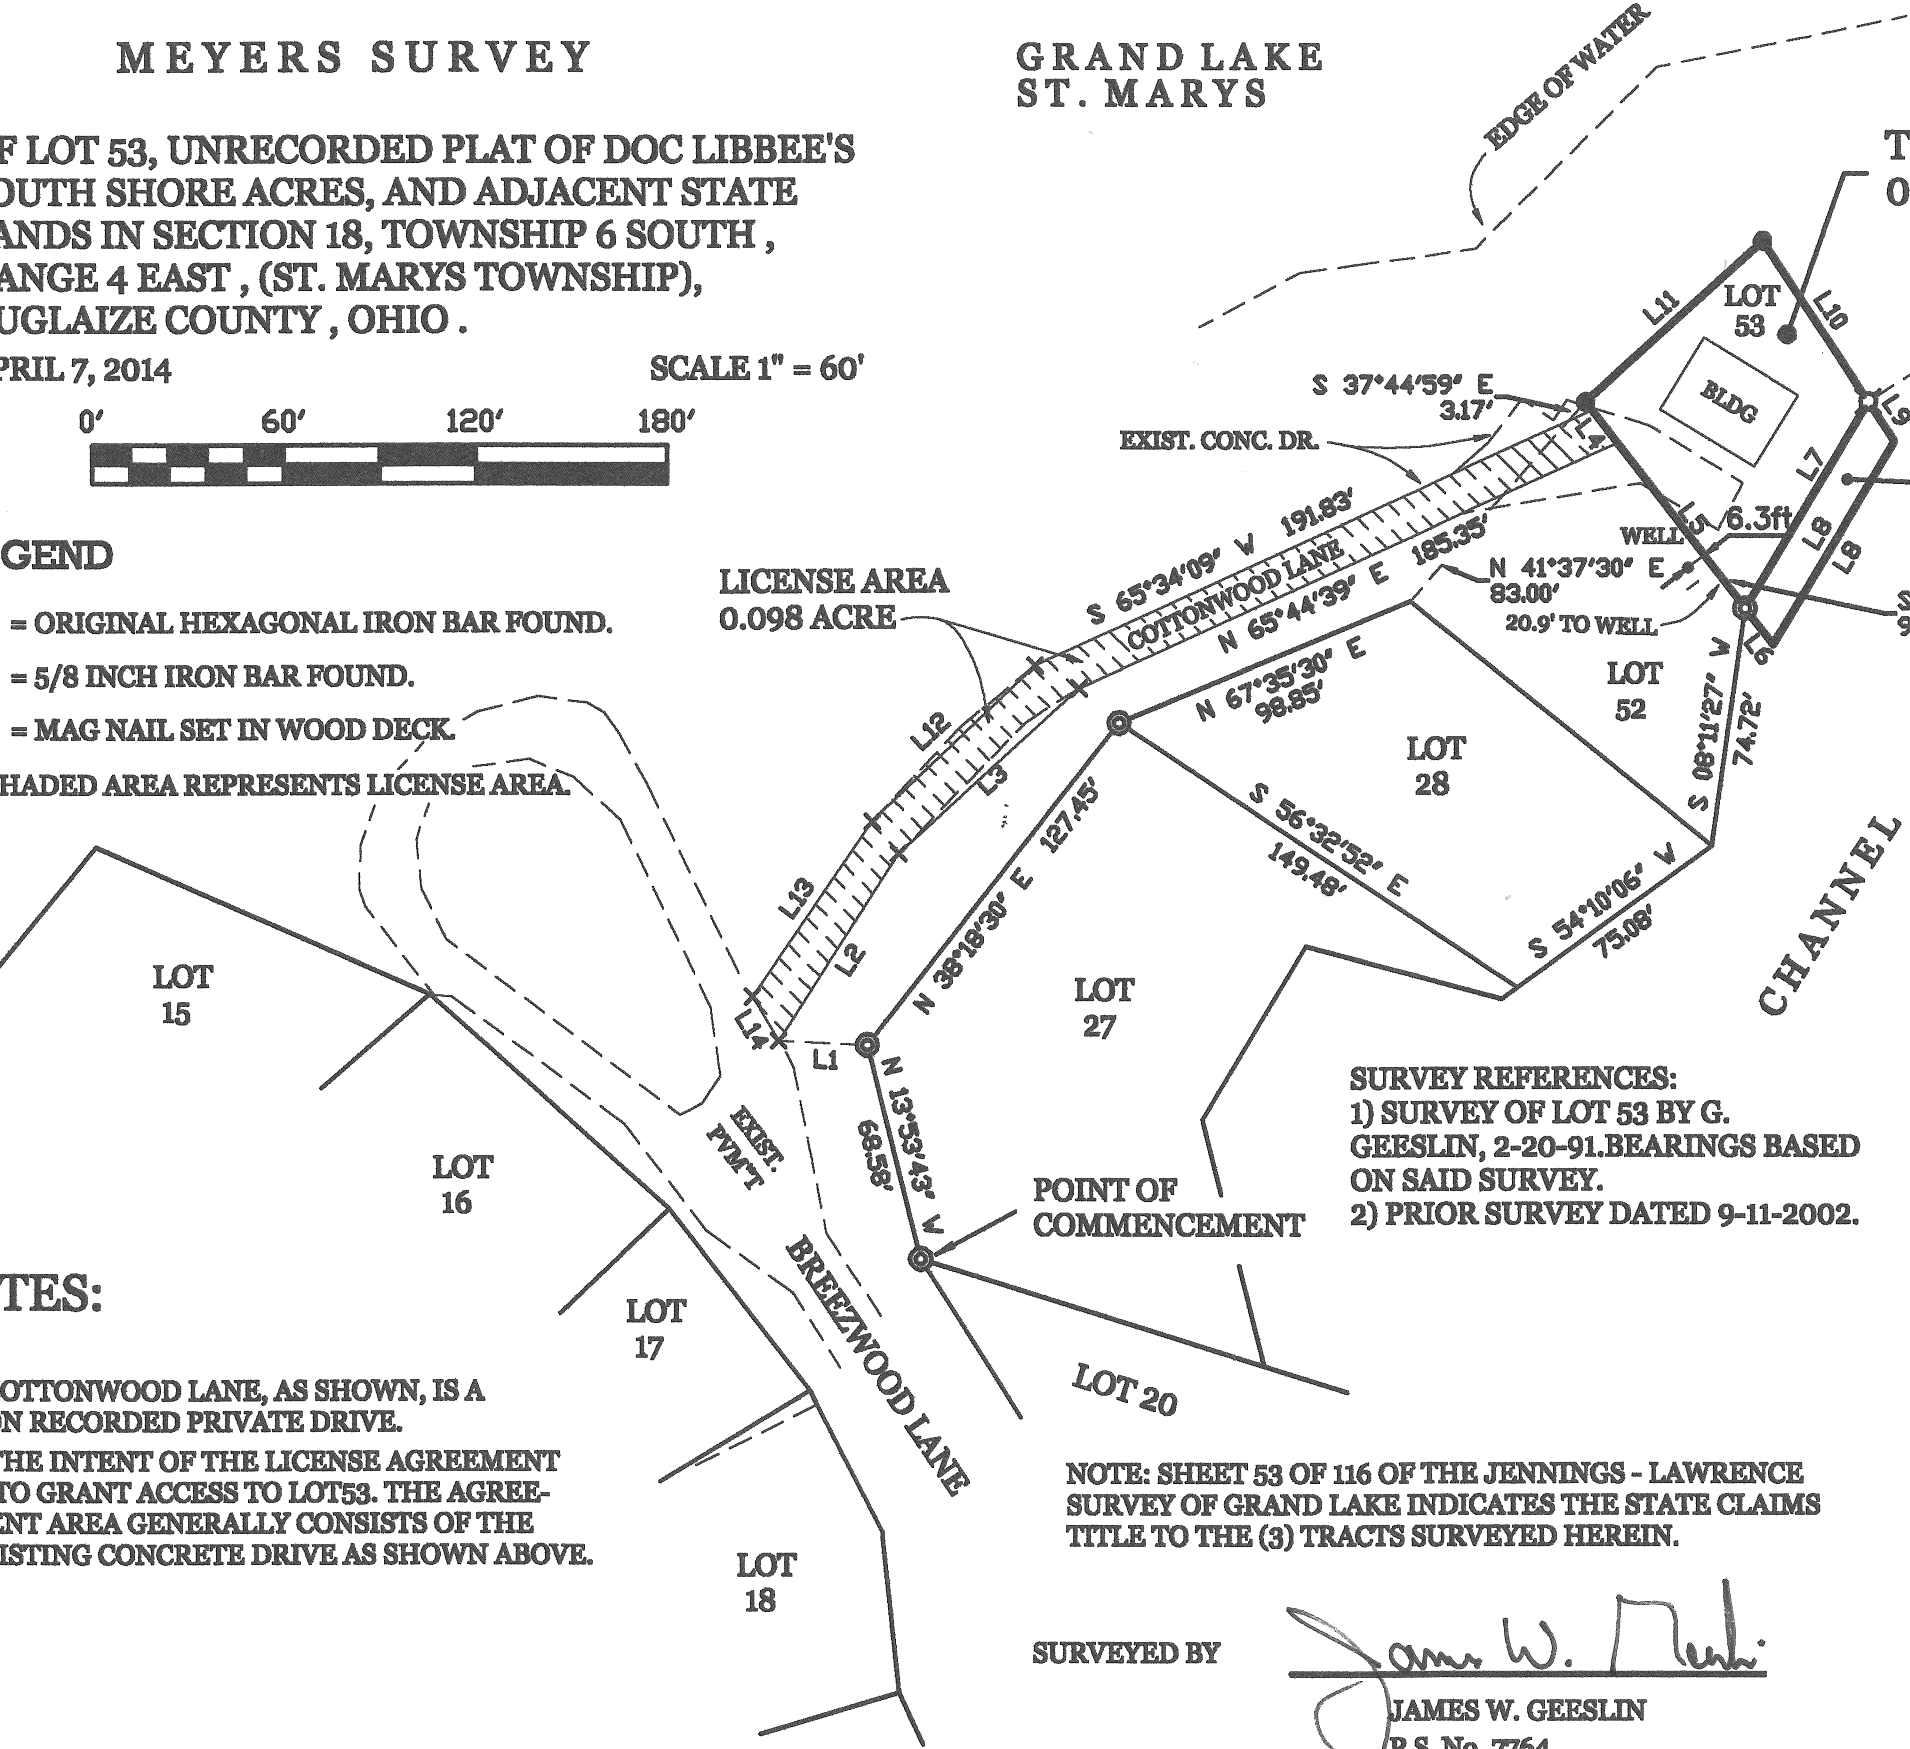 MEYERS SURVEY
F LOT 53, UNRECORDED PLAT OF DOC LIBBEE'S
OUTH SHORE ACRES, AND ADJACENT STATE
ANDS IN SECTION 18, TOWNSHIP 6 SOUTH ,
ANGE 4 EAST , (ST. MARYS TOWNSHIP),
UGLAIZE COUNTY , OHIO .
PRIL 7, 2014
SCALE 1" = 60'
0' 60' 120' 180'
GEND
= ORIGINAL HEXAGONAL IRON BAR FOUND.
= 5/8 INCH IRON BAR FOUND.
= MAG NAIL SET IN WOOD DECK.
HADED AREA REPRESENTS LICENSE AREA.
GRAND LAKE
ST. MARYS
EDGE OF WATER
T
0
L11
LOT
53
L10
BLDG
S 37°44'59" E
3.17'
EXIST. CONC. DR.
L4
L9
L7
L5
6.3ft
L8
L8
WELL
N 41°37'30" E
83.00'
20.9' TO WELL
S
9
L6
LICENSE AREA
0.098 ACRE
S 65°34'09" W 191.83'
COTTONWOOD LANE
N 65°44'39" E 185.35'
N 67°35'30" E
98.85'
LOT
52
S 08°11'27" W
74.72'
L12
L3
LOT
28
N 38°18'30" E 127.45'
S 56°32'52" E
149.48'
S 54°10'06" W
75.08'
CHANNEL
L13
L2
L14
L1
LOT
27
LOT
15
N 13°53'43" W
68.58'
EXIST.
PVM'T
LOT
16
POINT OF
COMMENCEMENT
SURVEY REFERENCES:
1) SURVEY OF LOT 53 BY G.
GEESLIN, 2-20-91.BEARINGS BASED
ON SAID SURVEY.
2) PRIOR SURVEY DATED 9-11-2002.
BREEZWOOD LANE
LOT
17
LOT 20
TES:
OTTONWOOD LANE, AS SHOWN, IS A
ON RECORDED PRIVATE DRIVE.
THE INTENT OF THE LICENSE AGREEMENT
TO GRANT ACCESS TO LOT53. THE AGREE-
ENT AREA GENERALLY CONSISTS OF THE
ISTING CONCRETE DRIVE AS SHOWN ABOVE.
LOT
18
NOTE: SHEET 53 OF 116 OF THE JENNINGS - LAWRENCE
SURVEY OF GRAND LAKE INDICATES THE STATE CLAIMS
TITLE TO THE (3) TRACTS SURVEYED HEREIN.
SURVEYED BY
JAMES W. GEESLIN
P.S. No. 7764